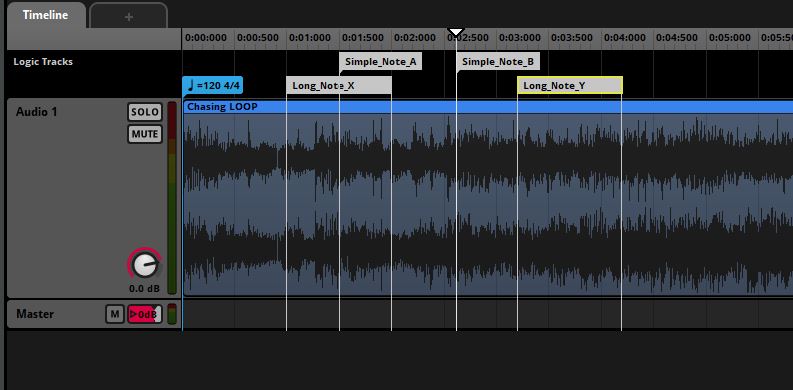 Timeline
+
0:00:000 0:00:500 0:01:000 0:01:500 0:02:000 0:02:500 0:03:000 0:03:500 0:04:000 0:04:500 0:05:000 0:05:50
Logic Tracks
Simple_Note_A Simple_Note_B
♩=120 4/4 Long_Note_X Long_Note_Y
Audio 1 SOLO Chasing LOOP
MUTE
0.0 dB
Master M 0dB